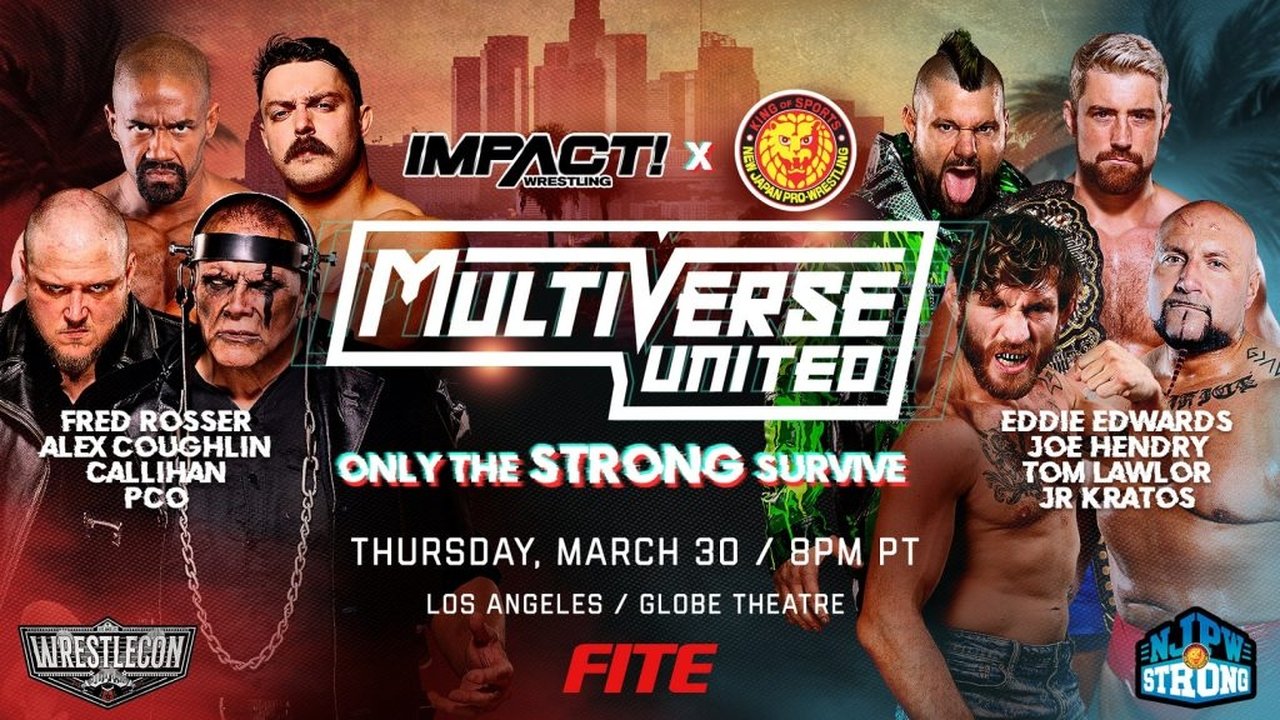 IMPACT!
WRESTLING
X
KING OF SPORTS
NEW JAPAN PRO-WRESTLING
MULTIVERSE
UNITED
ONLY THE STRONG SURVIVE
FRED ROSSER
ALEX COUGHLIN
CALLIHAN
PCO
EDDIE EDWARDS
JOE HENDRY
TOM LAWLOR
JR KRATOS
THURSDAY, MARCH 30 / 8PM PT
LOS ANGELES / GLOBE THEATRE
FITE
WRESTLECON
NJPW
STRONG